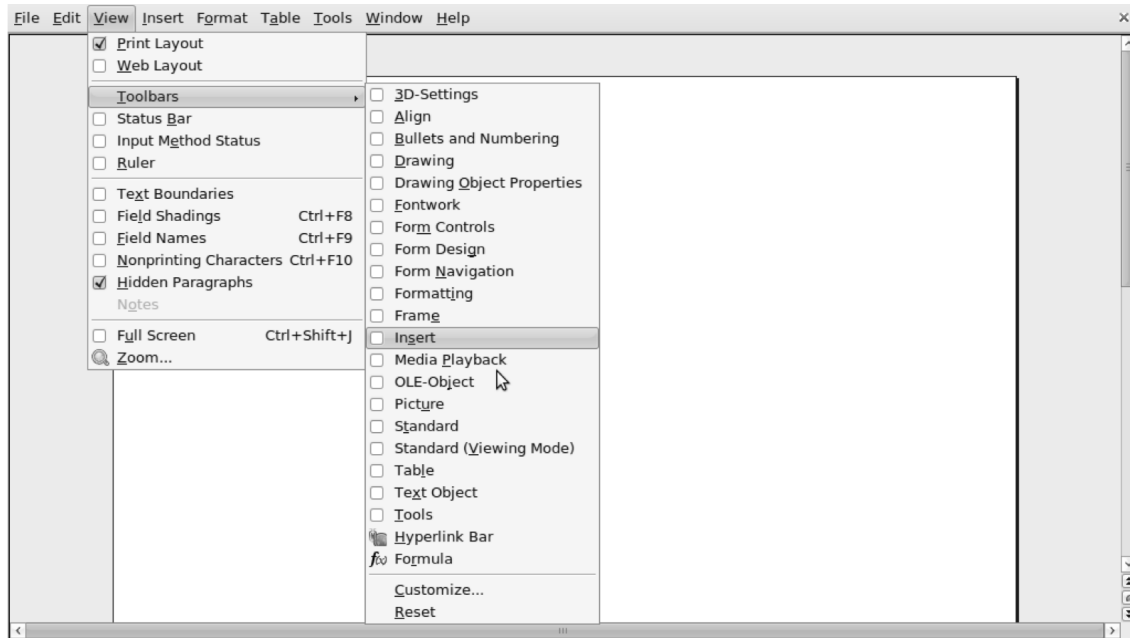 File Edit View Insert Format Table Tools Window Help
Print Layout
Web Layout
Toolbars
Status Bar
Input Method Status
Ruler
Text Boundaries
Field Shadings Ctrl+F8
Field Names Ctrl+F9
Nonprinting Characters Ctrl+F10
Hidden Paragraphs
Notes
Full Screen Ctrl+Shift+J
Zoom...
3D-Settings
Align
Bullets and Numbering
Drawing
Drawing Object Properties
Fontwork
Form Controls
Form Design
Form Navigation
Formatting
Frame
Insert
Media Playback
OLE-Object
Picture
Standard
Standard (Viewing Mode)
Table
Text Object
Tools
Hyperlink Bar
f(x) Formula
Customize...
Reset